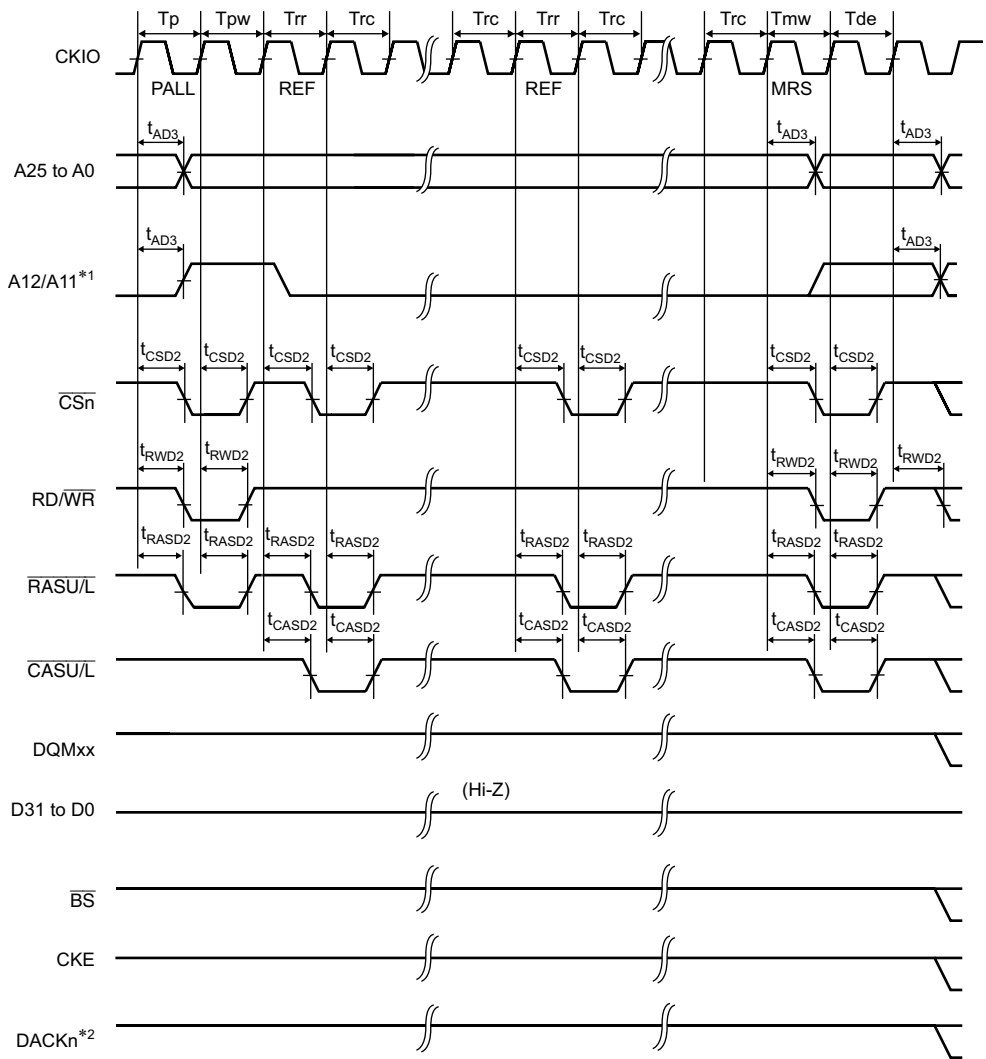 Tp Tpw Trr Trc Trc Trr Trc Trc Tmw Tde
CKIO
PALL REF REF MRS
tAD3 tAD3 tAD3
A25 to A0
tAD3 tAD3
A12/A11*1
tCSD2 tCSD2 tCSD2 tCSD2 tCSD2 tCSD2 tCSD2 tCSD2
CSn
tRWD2 tRWD2 tRWD2 tRWD2 tRWD2
RD/WR
tRASD2 tRASD2 tRASD2 tRASD2 tRASD2 tRASD2 tRASD2 tRASD2
RASU/L
tCASD2 tCASD2 tCASD2 tCASD2 tCASD2 tCASD2
CASU/L
DQMxx
(Hi-Z)
D31 to D0
BS
CKE
DACKn*2